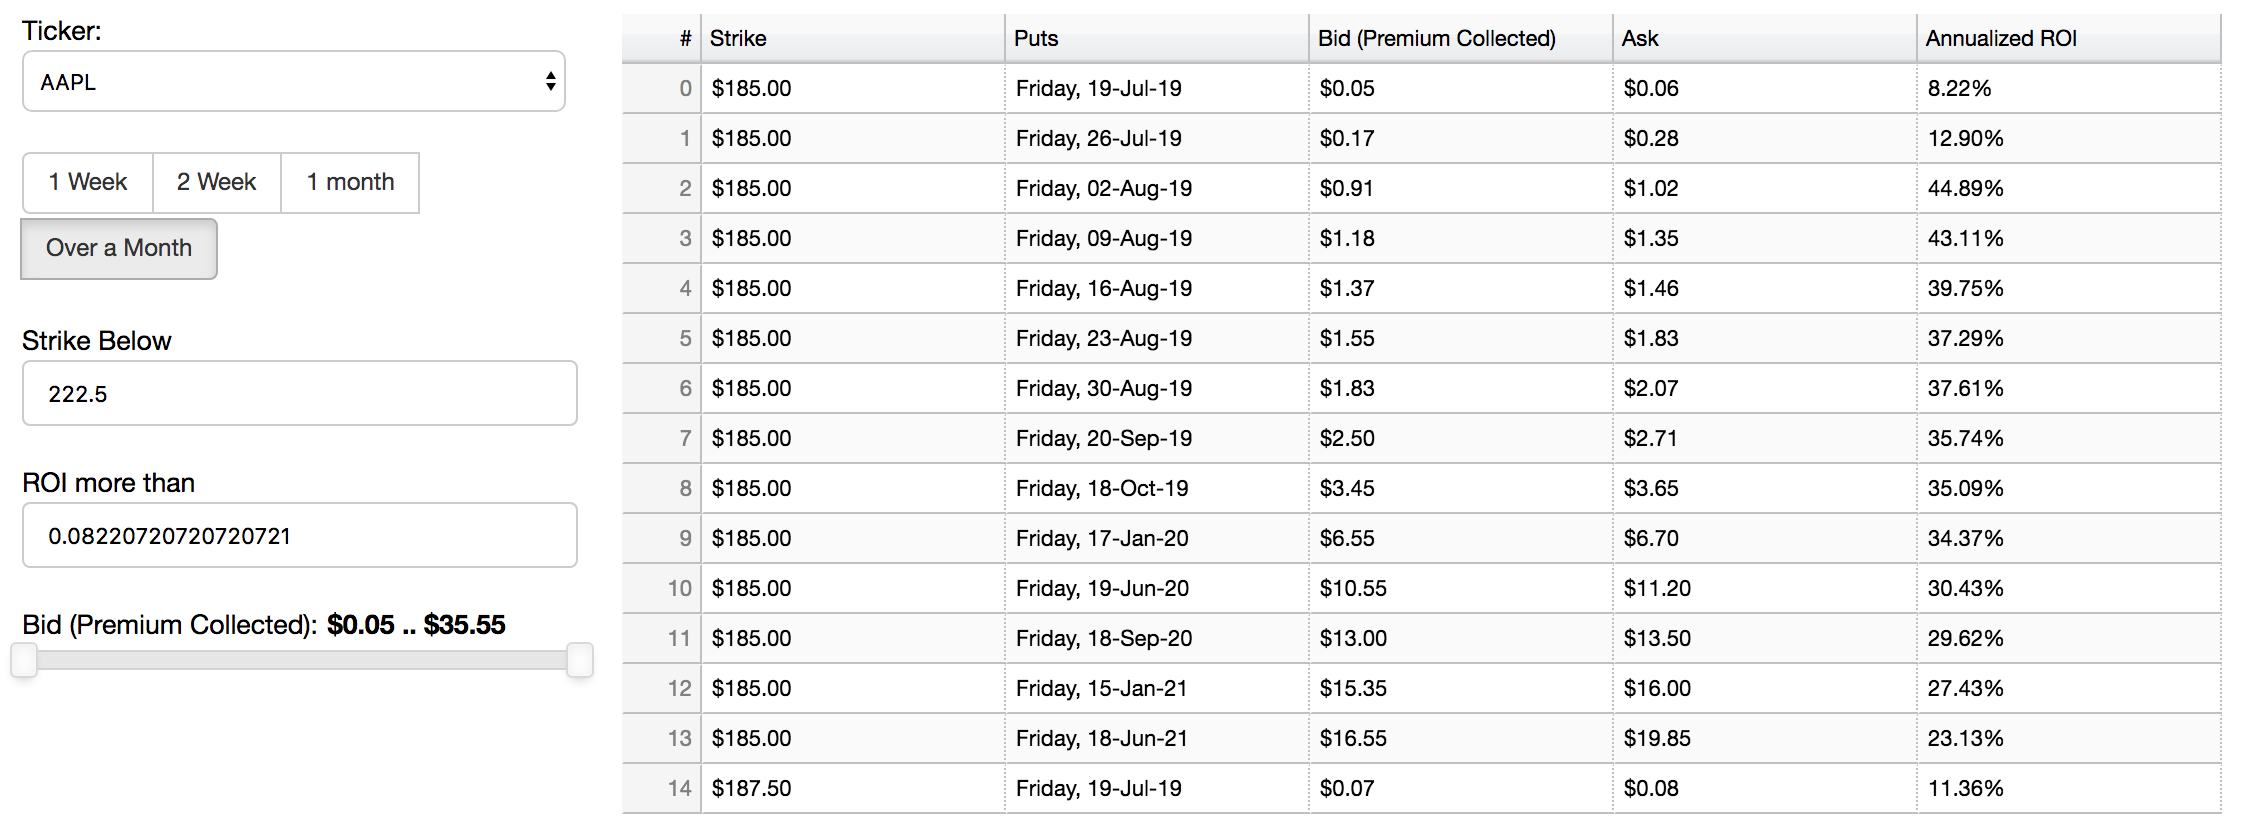 Ticker:
AAPL
1 Week 2 Week 1 month
Over a Month
Strike Below
222.5
ROI more than
0.08220720720720721
Bid (Premium Collected): $0.05 .. $35.55
# Strike Puts Bid (Premium Collected) Ask Annualized ROI
0 $185.00 Friday, 19-Jul-19 $0.05 $0.06 8.22%
1 $185.00 Friday, 26-Jul-19 $0.17 $0.28 12.90%
2 $185.00 Friday, 02-Aug-19 $0.91 $1.02 44.89%
3 $185.00 Friday, 09-Aug-19 $1.18 $1.35 43.11%
4 $185.00 Friday, 16-Aug-19 $1.37 $1.46 39.75%
5 $185.00 Friday, 23-Aug-19 $1.55 $1.83 37.29%
6 $185.00 Friday, 30-Aug-19 $1.83 $2.07 37.61%
7 $185.00 Friday, 20-Sep-19 $2.50 $2.71 35.74%
8 $185.00 Friday, 18-Oct-19 $3.45 $3.65 35.09%
9 $185.00 Friday, 17-Jan-20 $6.55 $6.70 34.37%
10 $185.00 Friday, 19-Jun-20 $10.55 $11.20 30.43%
11 $185.00 Friday, 18-Sep-20 $13.00 $13.50 29.62%
12 $185.00 Friday, 15-Jan-21 $15.35 $16.00 27.43%
13 $185.00 Friday, 18-Jun-21 $16.55 $19.85 23.13%
14 $187.50 Friday, 19-Jul-19 $0.07 $0.08 11.36%